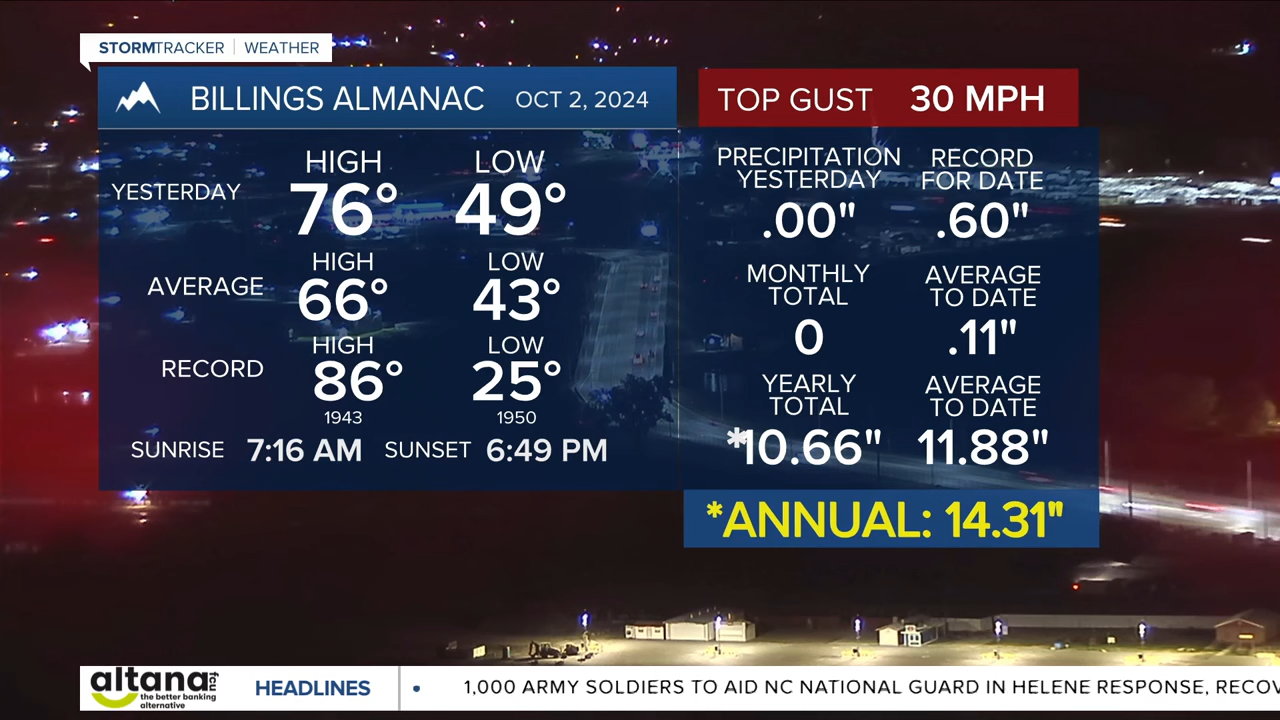 STORMTRACKER | WEATHER
BILLINGS ALMANAC OCT 2, 2024
HIGH LOW
YESTERDAY 76° 49°
HIGH LOW
AVERAGE 66° 43°
HIGH LOW
RECORD 86° 25°
1943 1950
SUNRISE 7:16 AM SUNSET 6:49 PM
TOP GUST 30 MPH
PRECIPITATION RECORD
YESTERDAY FOR DATE
.00" .60"
MONTHLY AVERAGE
TOTAL TO DATE
0 .11"
YEARLY AVERAGE
TOTAL TO DATE
*10.66" 11.88"
*ANNUAL: 14.31"
altana fcu
the better banking
alternative
HEADLINES • 1,000 ARMY SOLDIERS TO AID NC NATIONAL GUARD IN HELENE RESPONSE, RECOV